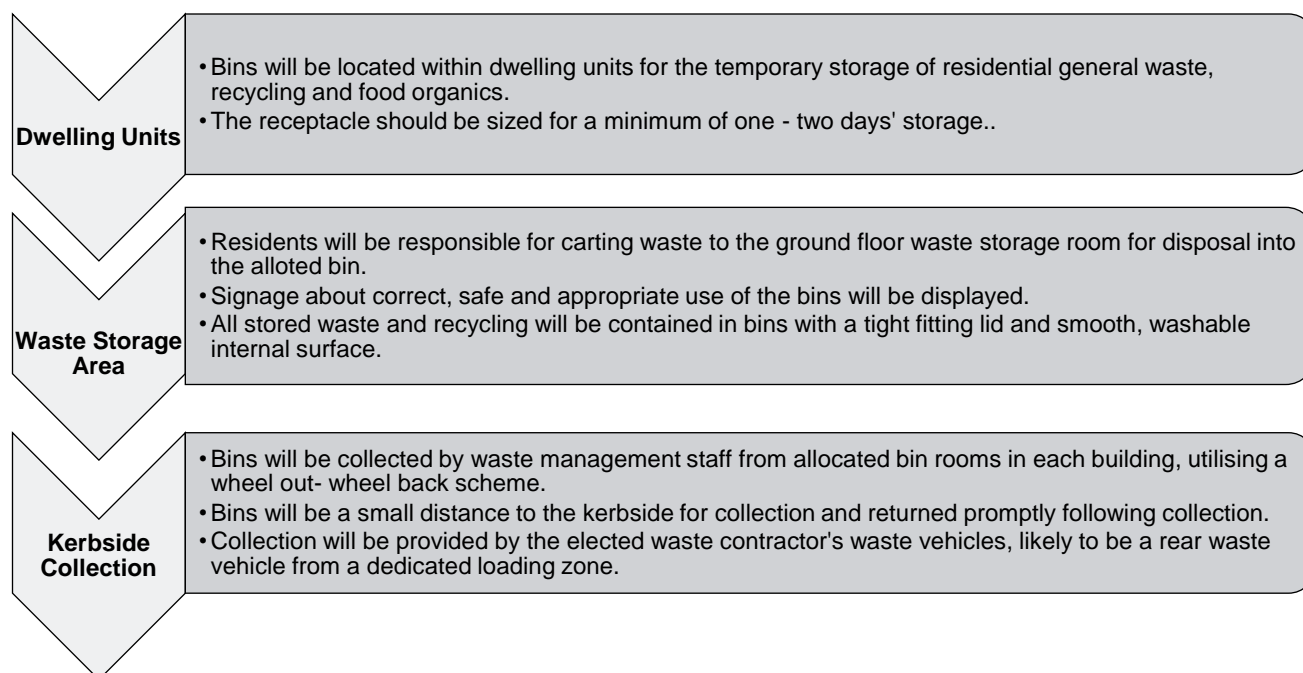 Dwelling Units
• Bins will be located within dwelling units for the temporary storage of residential general waste,
recycling and food organics.
• The receptacle should be sized for a minimum of one - two days' storage..
Waste Storage
Area
• Residents will be responsible for carting waste to the ground floor waste storage room for disposal into
the alloted bin.
• Signage about correct, safe and appropriate use of the bins will be displayed.
• All stored waste and recycling will be contained in bins with a tight fitting lid and smooth, washable
internal surface.
Kerbside
Collection
• Bins will be collected by waste management staff from allocated bin rooms in each building, utilising a
wheel out- wheel back scheme.
• Bins will be a small distance to the kerbside for collection and returned promptly following collection.
• Collection will be provided by the elected waste contractor's waste vehicles, likely to be a rear waste
vehicle from a dedicated loading zone.